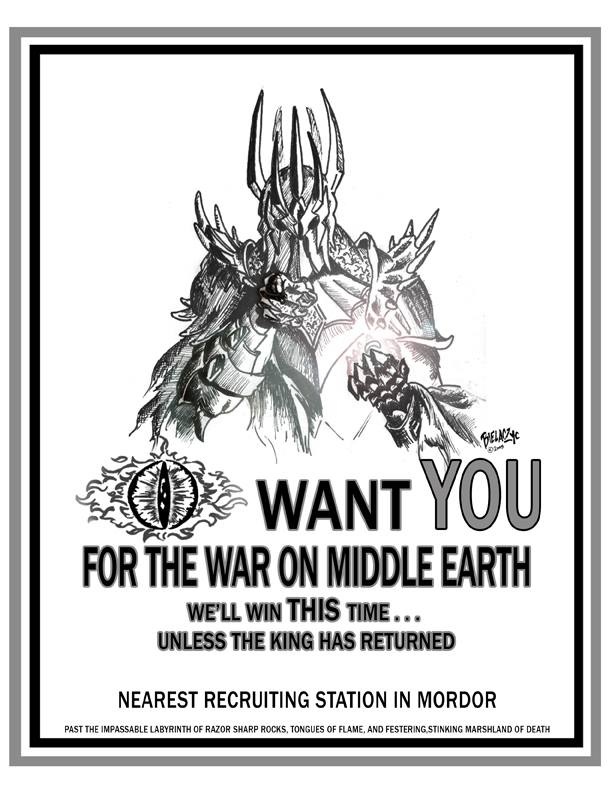 BIELACZYC
©2003
WANT YOU
FOR THE WAR ON MIDDLE EARTH
WE'LL WIN THIS TIME . . .
UNLESS THE KING HAS RETURNED
NEAREST RECRUITING STATION IN MORDOR
PAST THE IMPASSABLE LABYRINTH OF RAZOR SHARP ROCKS, TONGUES OF FLAME, AND FESTERING,STINKING MARSHLAND OF DEATH